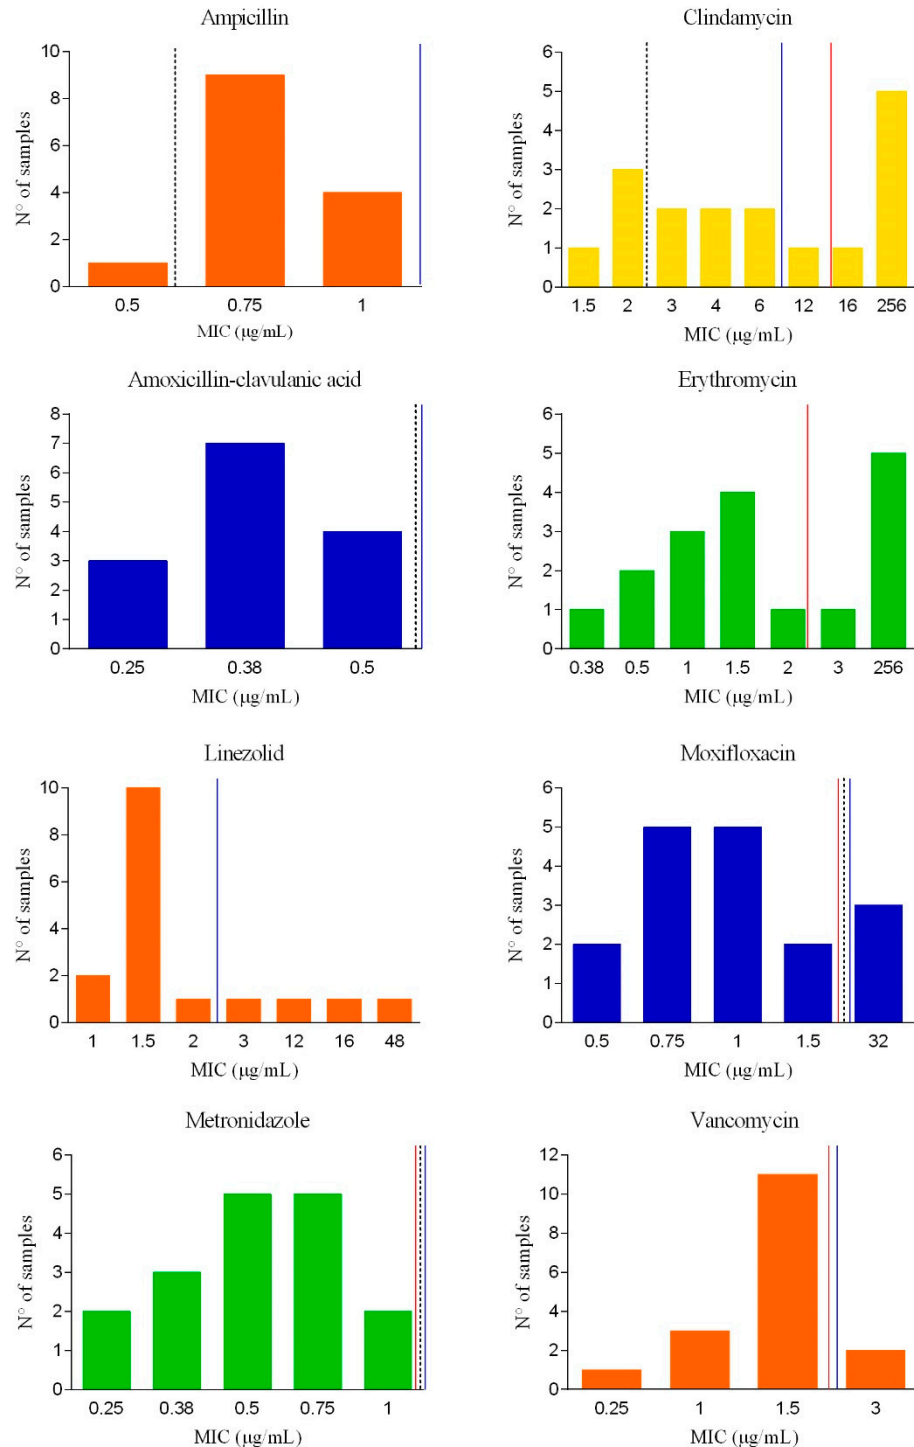 Ampicillin
10
8
6
4
2
0
N° of samples
0.5 0.75 1
MIC (µg/mL)
Clindamycin
6
5
4
3
2
1
0
N° of samples
1.5 2 3 4 6 12 16 256
MIC (µg/mL)
Amoxicillin-clavulanic acid
8
7
6
5
4
3
2
1
0
N° of samples
0.25 0.38 0.5
MIC (µg/mL)
Erythromycin
6
5
4
3
2
1
0
N° of samples
0.38 0.5 1 1.5 2 3 256
MIC (µg/mL)
Linezolid
10
8
6
4
2
0
N° of samples
1 1.5 2 3 12 16 48
MIC (µg/mL)
Moxifloxacin
6
5
4
3
2
1
0
N° of samples
0.5 0.75 1 1.5 32
MIC (µg/mL)
Metronidazole
6
5
4
3
2
1
0
N° of samples
0.25 0.38 0.5 0.75 1
MIC (µg/mL)
Vancomycin
12
10
8
6
4
2
0
N° of samples
0.25 1 1.5 3
MIC (µg/mL)